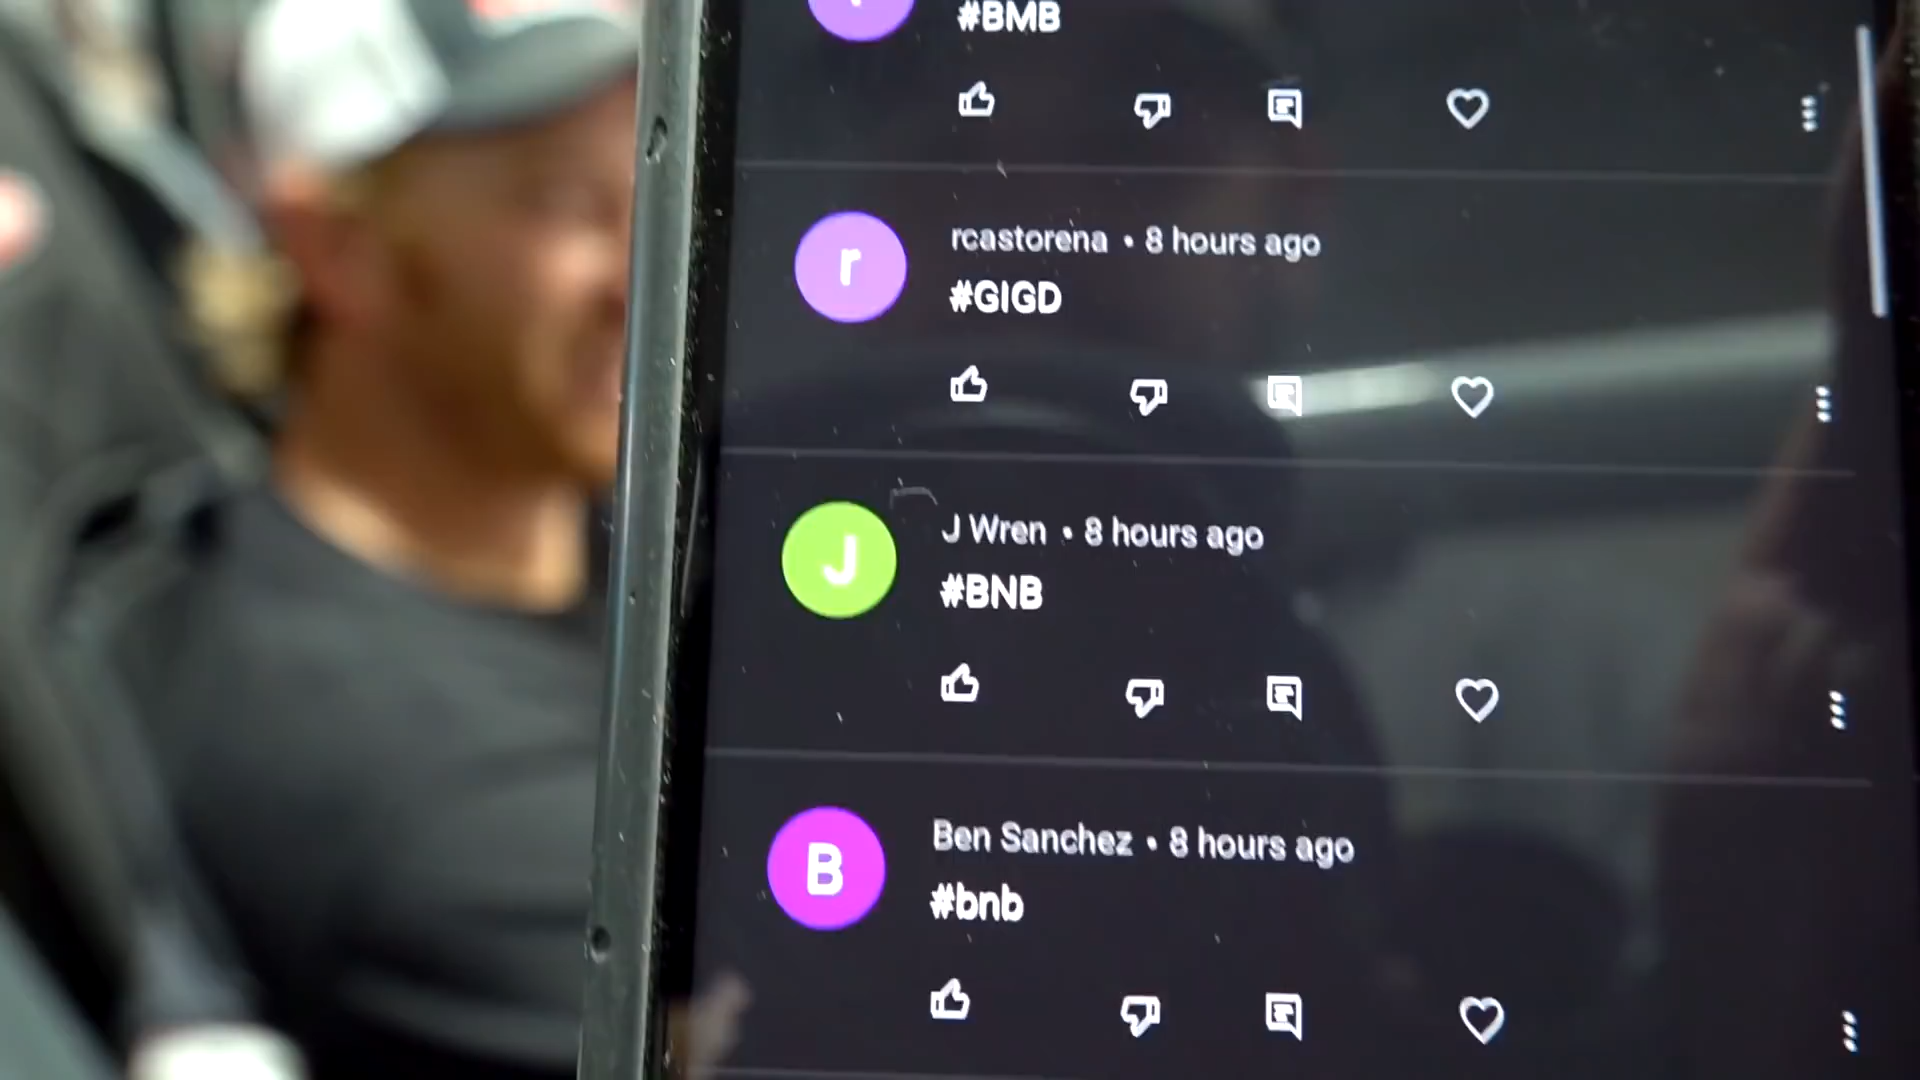 #BMB
r
rcastorena • 8 hours ago
#GIGD
J
J Wren • 8 hours ago
#BNB
B
Ben Sanchez • 8 hours ago
#bnb